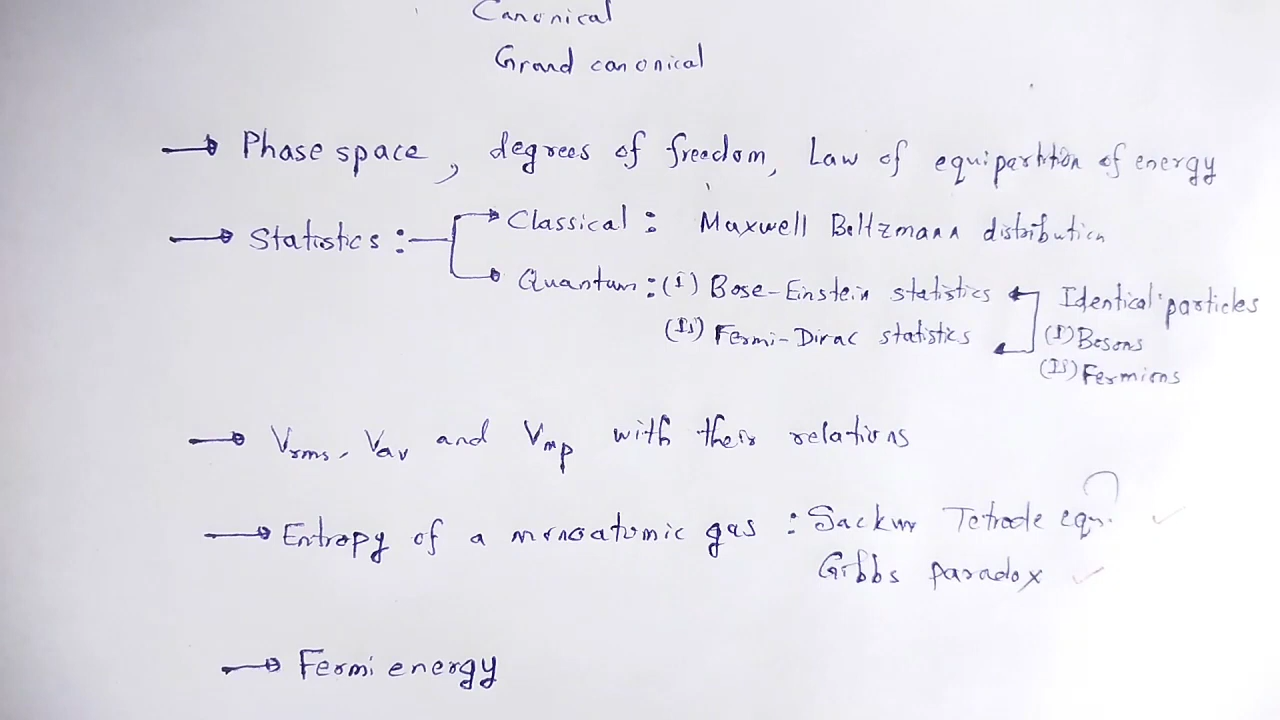 Canonical
Grand canonical
Phase space, degrees of freedom, Law of equipartition of energy
Statistics :
Classical : Maxwell Boltzmann distribution
Quantum : (I) Bose-Einstein statistics
(II) Fermi-Dirac statistics
Identical particles
(I) Bosons
(II) Fermions
Vrms, Vav and Vmp with their relations
Entropy of a monoatomic gas : Sackur Tetrode eqn.
Gibbs paradox
Fermi energy